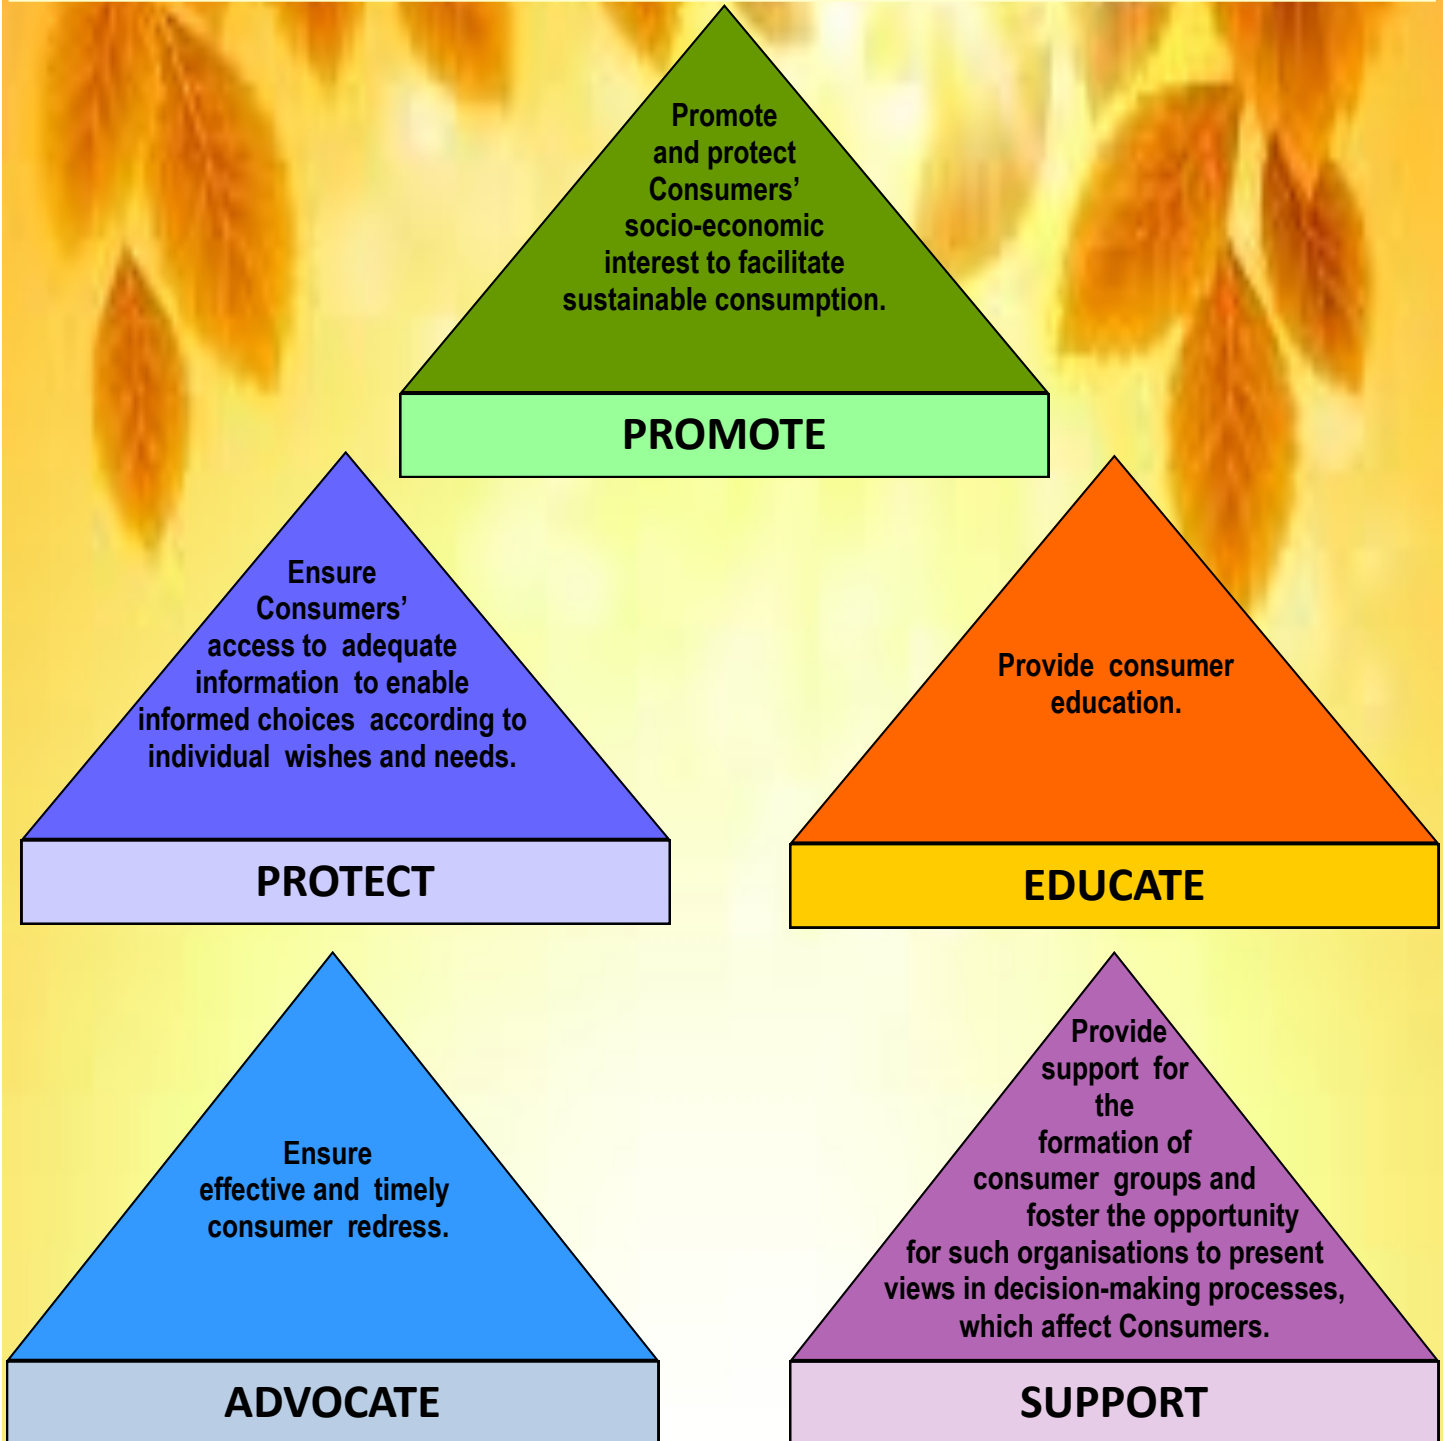 Promote
and protect
Consumers’
socio-economic
interest to facilitate
sustainable consumption.
PROMOTE
Ensure
Consumers’
access to adequate
information to enable
informed choices according to
individual wishes and needs.
PROTECT
Provide consumer
education.
EDUCATE
Ensure
effective and timely
consumer redress.
ADVOCATE
Provide
support for
the
formation of
consumer groups and
foster the opportunity
for such organisations to present
views in decision-making processes,
which affect Consumers.
SUPPORT